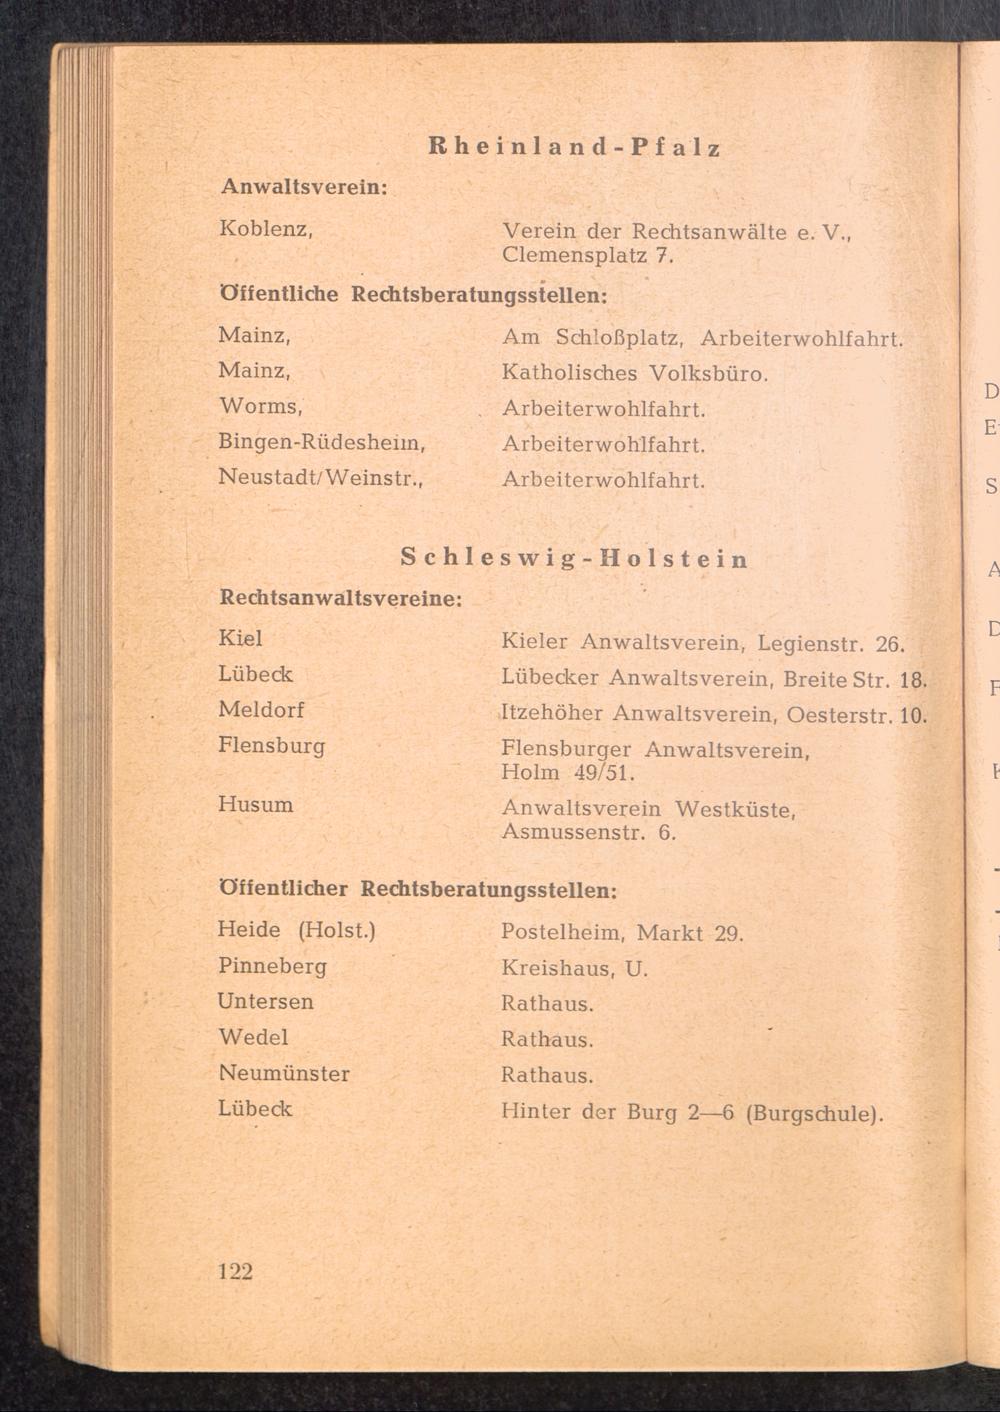 Rheinland-Pfalz
Anwaltsverein:
Koblenz, Verein der Rechtsanwälte e. V.,
Clemensplatz 7.
Öffentliche Rechtsberatungsstellen:
Mainz, Am Schloßplatz, Arbeiterwohlfahrt.
Mainz, Katholisches Volksbüro.
Worms, Arbeiterwohlfahrt.
Bingen-Rüdesheim, Arbeiterwohlfahrt.
Neustadt/Weinstr., Arbeiterwohlfahrt.
Schleswig-Holstein
Rechtsanwaltsvereine:
Kiel Kieler Anwaltsverein, Legienstr. 26.
Lübeck Lübecker Anwaltsverein, Breite Str. 18.
Meldorf Itzehöher Anwaltsverein, Oesterstr. 10.
Flensburg Flensburger Anwaltsverein,
Holm 49/51.
Husum Anwaltsverein Westküste,
Asmussenstr. 6.
Öffentlicher Rechtsberatungsstellen:
Heide (Holst.) Postelheim, Markt 29.
Pinneberg Kreishaus, U.
Untersen Rathaus.
Wedel Rathaus.
Neumünster Rathaus.
Lübeck Hinter der Burg 2—6 (Burgschule).
122